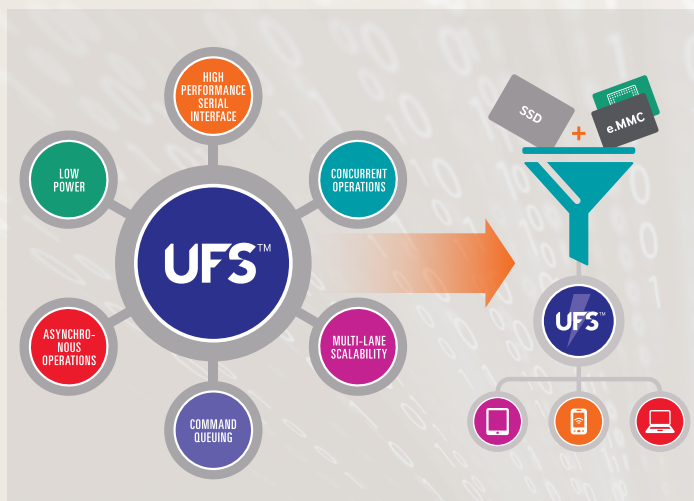 HIGH
PERFORMANCE
SERIAL
INTERFACE
LOW
POWER
CONCURRENT
OPERATIONS
UFS™
ASYNCHRO-
NOUS
OPERATIONS
MULTI-LANE
SCALABILITY
COMMAND
QUEUING
SSD
+
e.MMC
UFS™